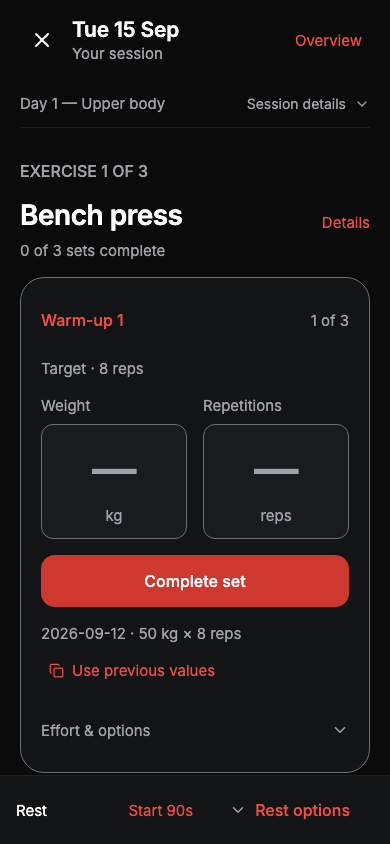 Tue 15 Sep
Your session
Overview
Day 1 — Upper body
Session details
EXERCISE 1 OF 3
Bench press
Details
0 of 3 sets complete
Warm-up 1
1 of 3
Target · 8 reps
Weight
Repetitions
kg
reps
Complete set
2026-09-12 · 50 kg × 8 reps
Use previous values
Effort & options
Rest
Start 90s
Rest options